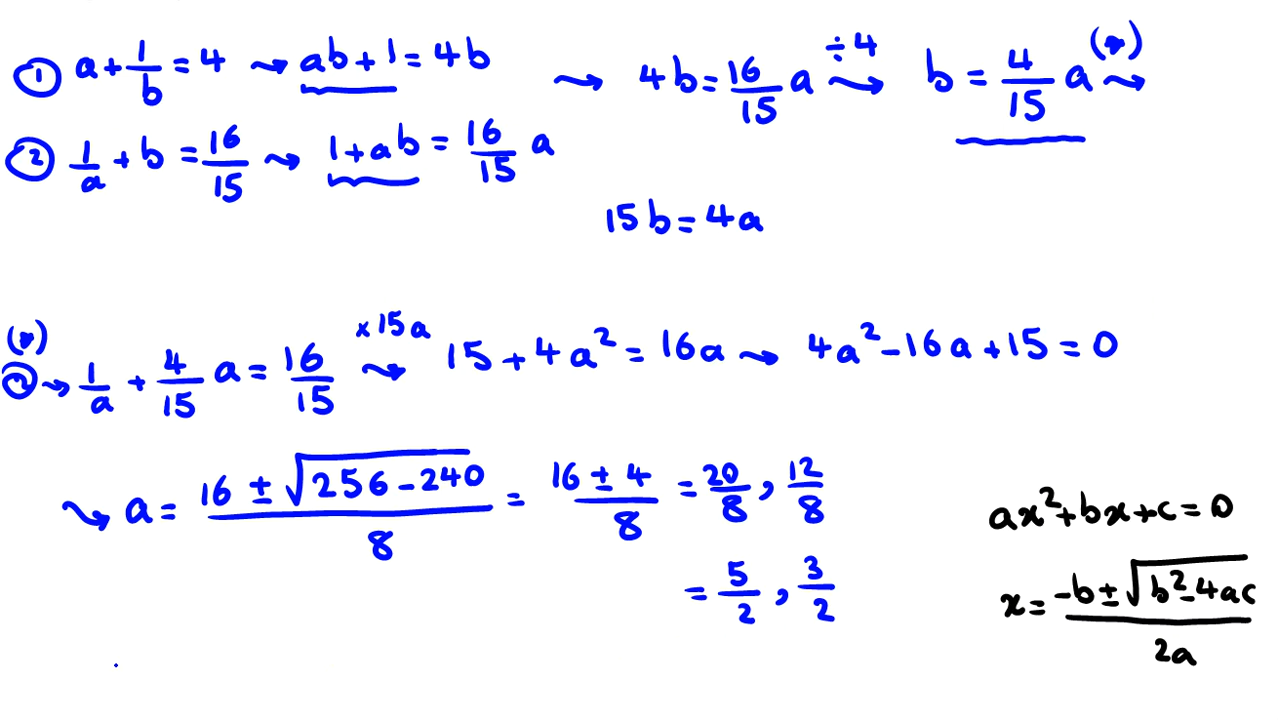 ① a + 1/b = 4 ⇝ ab + 1 = 4b ⇝ 4b = 16/15 a ÷4 ⇝ b = 4/15 a (*) ⇝
② 1/a + b = 16/15 ⇝ 1 + ab = 16/15 a
15b = 4a
(*) ② → 1/a + 4/15 a = 16/15 ×15a ⇝ 15 + 4a² = 16a ⇝ 4a² - 16a + 15 = 0
⇝ a = (16 ± √(256 - 240))/8 = (16 ± 4)/8 = 20/8 , 12/8
= 5/2 , 3/2
ax² + bx + c = 0
x = (-b ± √(b² - 4ac))/2a